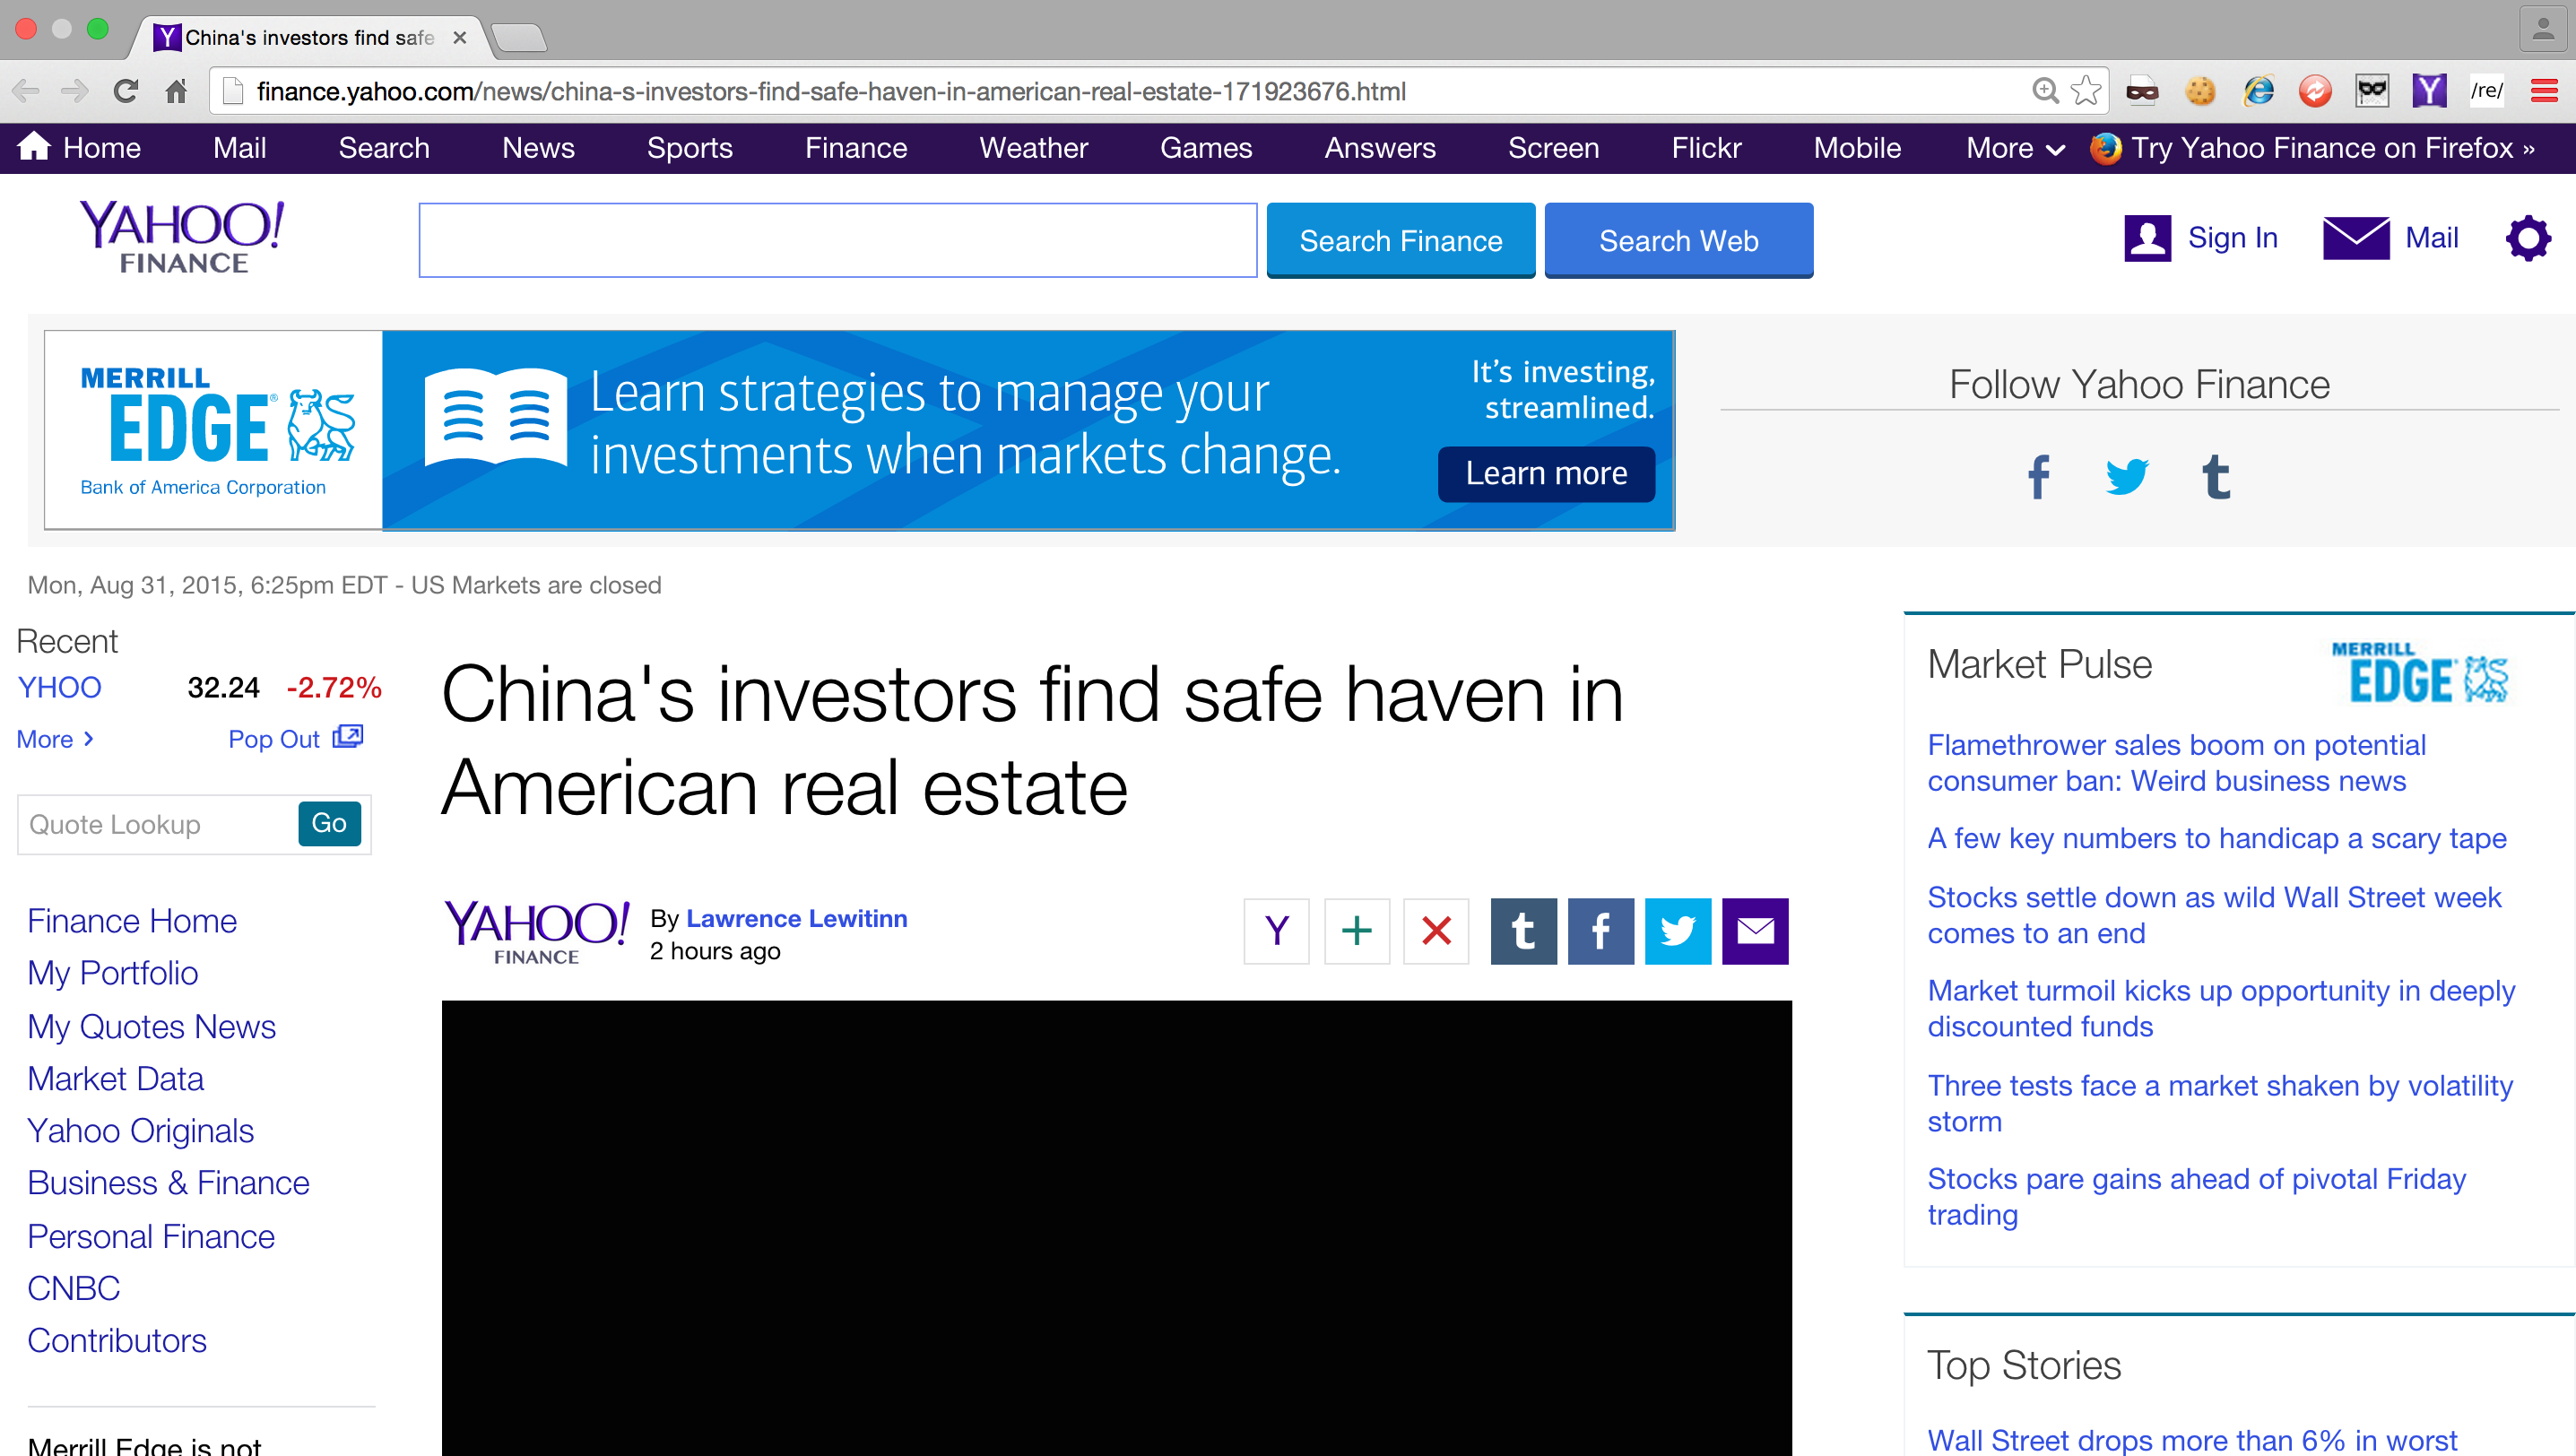 China's investors find safe
finance.yahoo.com/news/china-s-investors-find-safe-haven-in-american-real-estate-171923676.html
/re/
Home Mail Search News Sports Finance Weather Games Answers Screen Flickr Mobile More Try Yahoo Finance on Firefox »
YAHOO!
FINANCE
Search Finance
Search Web
Sign In
Mail
MERRILL
EDGE®
Bank of America Corporation
Learn strategies to manage your
investments when markets change.
It's investing,
streamlined.
Learn more
Follow Yahoo Finance
Mon, Aug 31, 2015, 6:25pm EDT - US Markets are closed
Recent
YHOO 32.24 -2.72%
More › Pop Out
Quote Lookup Go
Finance Home
My Portfolio
My Quotes News
Market Data
Yahoo Originals
Business & Finance
Personal Finance
CNBC
Contributors
Merrill Edge is not
China's investors find safe haven in
American real estate
YAHOO!
FINANCE
By Lawrence Lewitinn
2 hours ago
Market Pulse
MERRILL
EDGE
Flamethrower sales boom on potential
consumer ban: Weird business news
A few key numbers to handicap a scary tape
Stocks settle down as wild Wall Street week
comes to an end
Market turmoil kicks up opportunity in deeply
discounted funds
Three tests face a market shaken by volatility
storm
Stocks pare gains ahead of pivotal Friday
trading
Top Stories
Wall Street drops more than 6% in worst